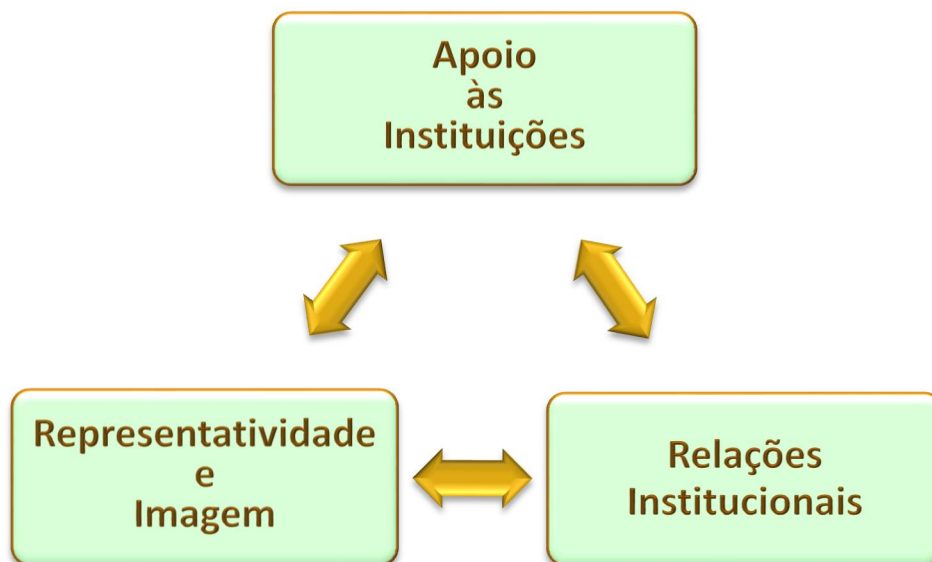 Apoio
às
Instituições
Representatividade
e
Imagem
Relações
Institucionais